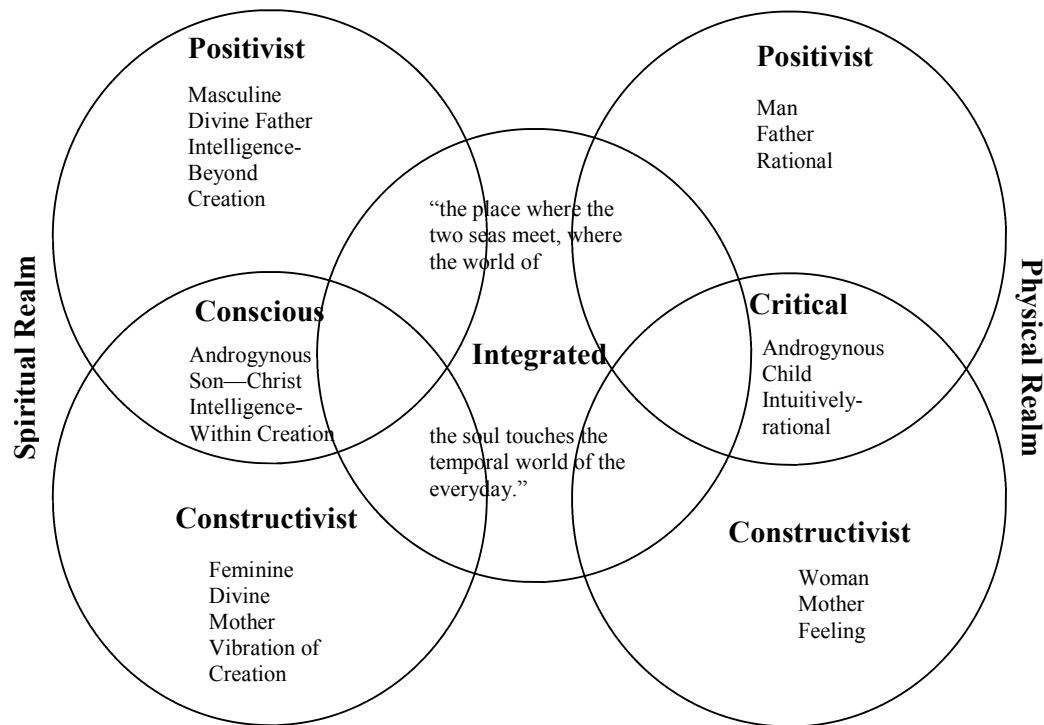 Positivist
Masculine
Divine Father
Intelligence-
Beyond
Creation
Positivist
Man
Father
Rational
“the place where the
two seas meet, where
the world of
Spiritual Realm
Conscious
Androgynous
Son—Christ
Intelligence-
Within Creation
Integrated
Critical
Androgynous
Child
Intuitively-
rational
Physical Realm
the soul touches the
temporal world of the
everyday.”
Constructivist
Feminine
Divine
Mother
Vibration of
Creation
Constructivist
Woman
Mother
Feeling